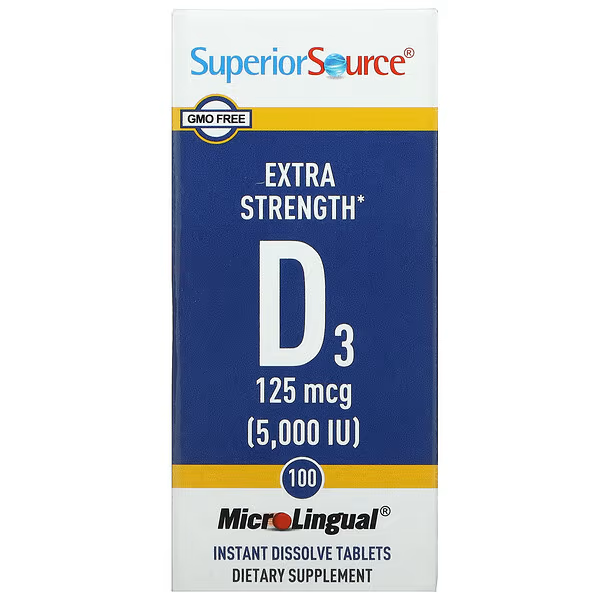 SuperiorSource®
GMO FREE
EXTRA
STRENGTH*
D3
125 mcg
(5,000 IU)
100
MicroLingual®
INSTANT DISSOLVE TABLETS
DIETARY SUPPLEMENT